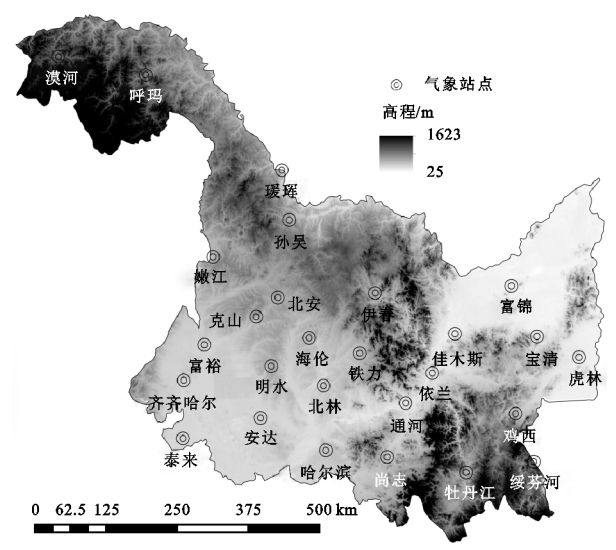 漠河
呼玛
气象站点
高程/m
1623
25
瑷珲
孙吴
嫩江
北安
伊春
富锦
克山
富裕
海伦
铁力
佳木斯
宝清
虎林
齐齐哈尔
明水
北林
依兰
通河
安达
鸡西
泰来
哈尔滨
尚志
牡丹江
绥芬河
0 62.5 125 250 375 500 km